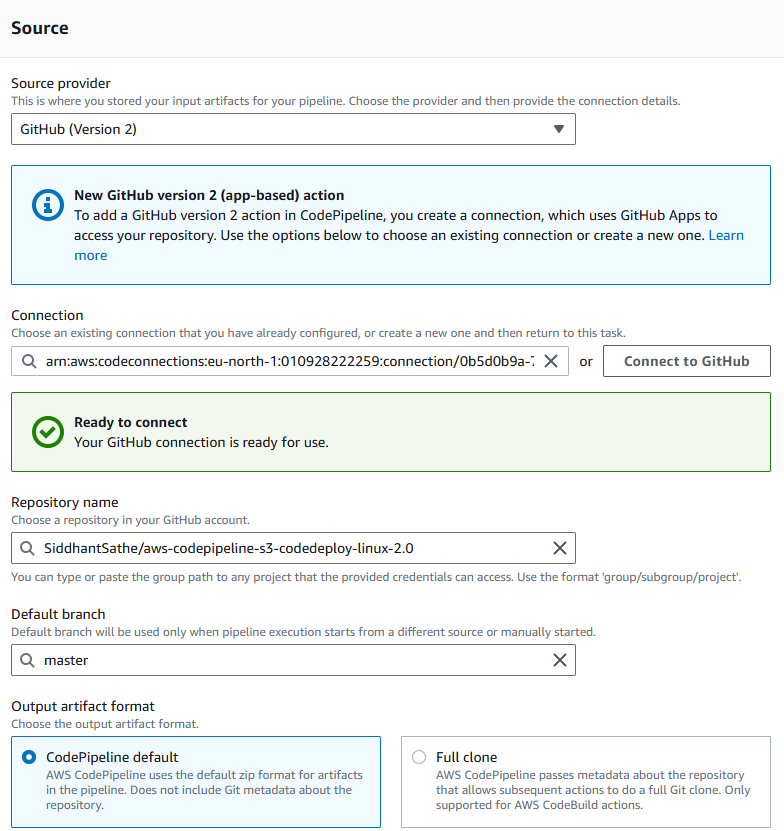 Source
Source provider
This is where you stored your input artifacts for your pipeline. Choose the provider and then provide the connection details.
GitHub (Version 2)
New GitHub version 2 (app-based) action
To add a GitHub version 2 action in CodePipeline, you create a connection, which uses GitHub Apps to
access your repository. Use the options below to choose an existing connection or create a new one. Learn
more
Connection
Choose an existing connection that you have already configured, or create a new one and then return to this task.
arn:aws:codeconnections:eu-north-1:010928222259:connection/0b5d0b9a-7 or Connect to GitHub
Ready to connect
Your GitHub connection is ready for use.
Repository name
Choose a repository in your GitHub account.
SiddhantSathe/aws-codepipeline-s3-codedeploy-linux-2.0
You can type or paste the group path to any project that the provided credentials can access. Use the format 'group/subgroup/project'.
Default branch
Default branch will be used only when pipeline execution starts from a different source or manually started.
master
Output artifact format
Choose the output artifact format.
CodePipeline default
AWS CodePipeline uses the default zip format for artifacts
in the pipeline. Does not include Git metadata about the
repository.
Full clone
AWS CodePipeline passes metadata about the repository
that allows subsequent actions to do a full Git clone. Only
supported for AWS CodeBuild actions.